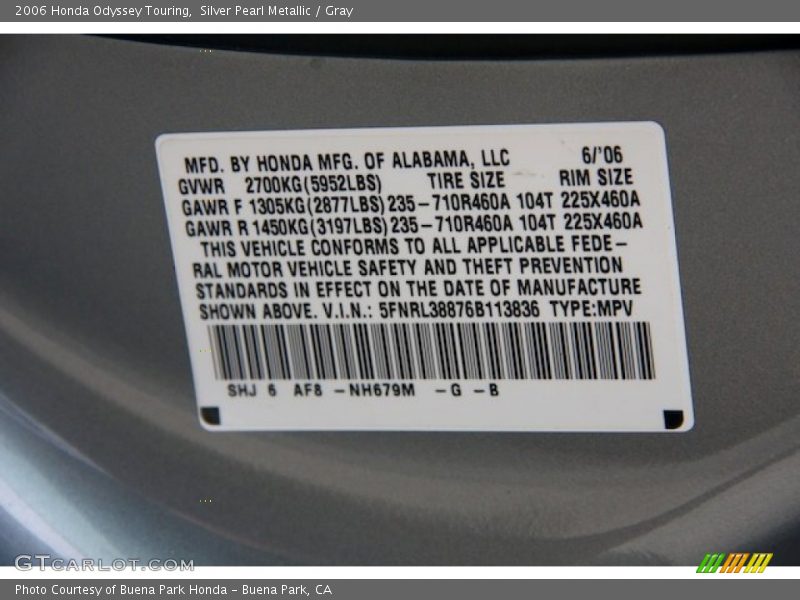 2006 Honda Odyssey Touring,  Silver Pearl Metallic / Gray
MFD. BY HONDA MFG. OF ALABAMA, LLC 6/'06
GVWR 2700KG(5952LBS) TIRE SIZE RIM SIZE
GAWR F 1305KG(2877LBS) 235-710R460A 104T 225X460A
GAWR R 1450KG(3197LBS) 235-710R460A 104T 225X460A
THIS VEHICLE CONFORMS TO ALL APPLICABLE FEDE-
RAL MOTOR VEHICLE SAFETY AND THEFT PREVENTION
STANDARDS IN EFFECT ON THE DATE OF MANUFACTURE
SHOWN ABOVE. V.I.N.: 5FNRL38876B113836 TYPE:MPV
SHJ 6 AF8 -NH679M -G -B
GTCARLOT.COM
Photo Courtesy of Buena Park Honda - Buena Park, CA